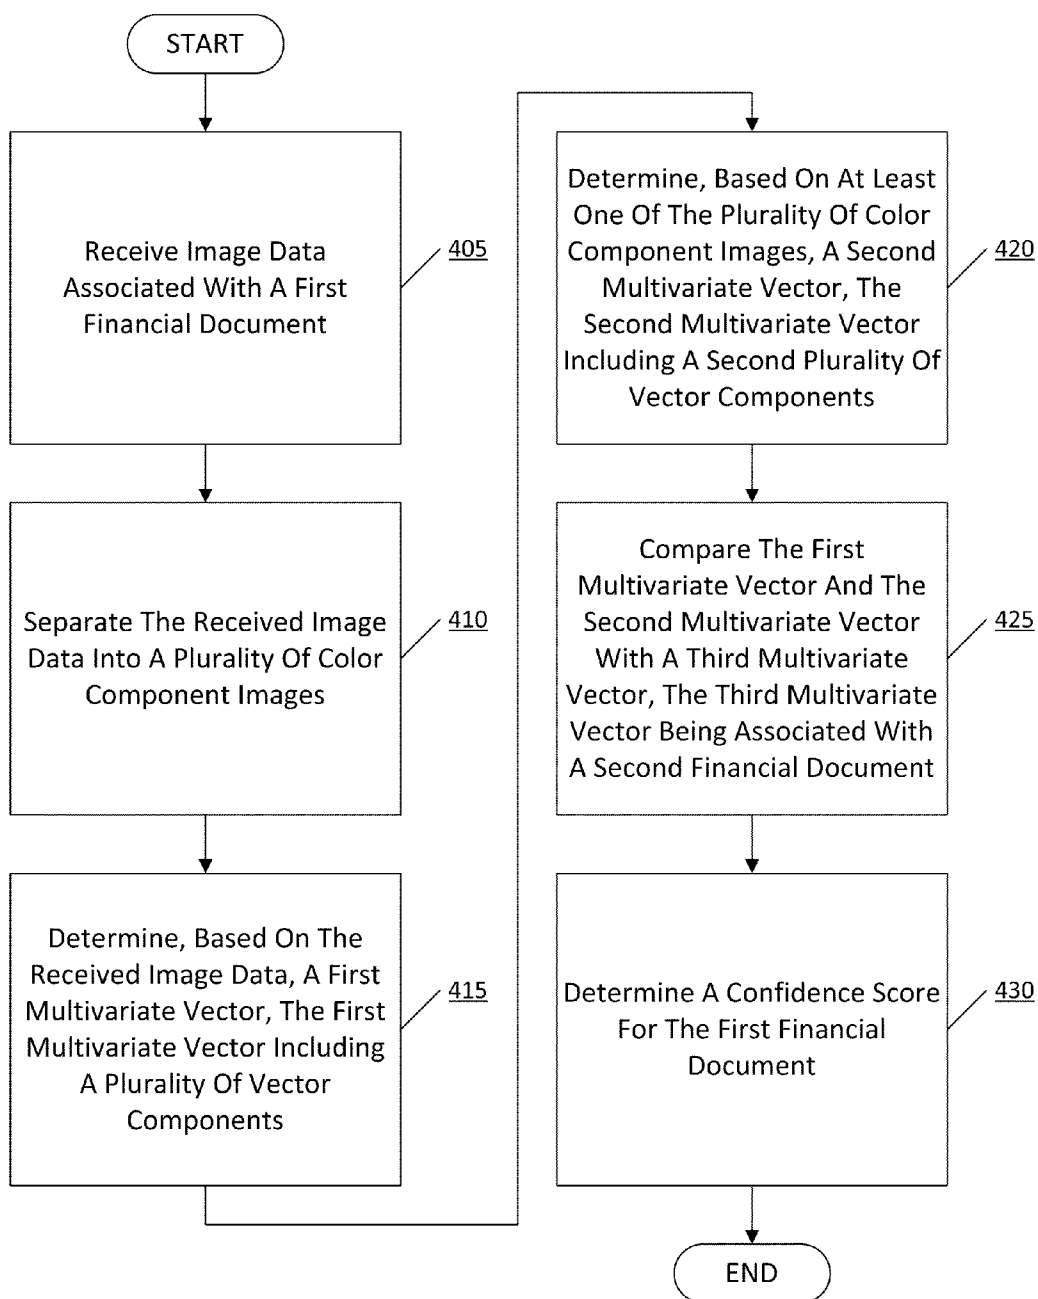 START
Receive Image Data
Associated With A First
Financial Document
405
Separate The Received Image
Data Into A Plurality Of Color
Component Images
410
Determine, Based On The
Received Image Data, A First
Multivariate Vector, The First
Multivariate Vector Including
A Plurality Of Vector
Components
415
Determine, Based On At Least
One Of The Plurality Of Color
Component Images, A Second
Multivariate Vector, The
Second Multivariate Vector
Including A Second Plurality Of
Vector Components
420
Compare The First
Multivariate Vector And The
Second Multivariate Vector
With A Third Multivariate
Vector, The Third Multivariate
Vector Being Associated With
A Second Financial Document
425
Determine A Confidence Score
For The First Financial
Document
430
END